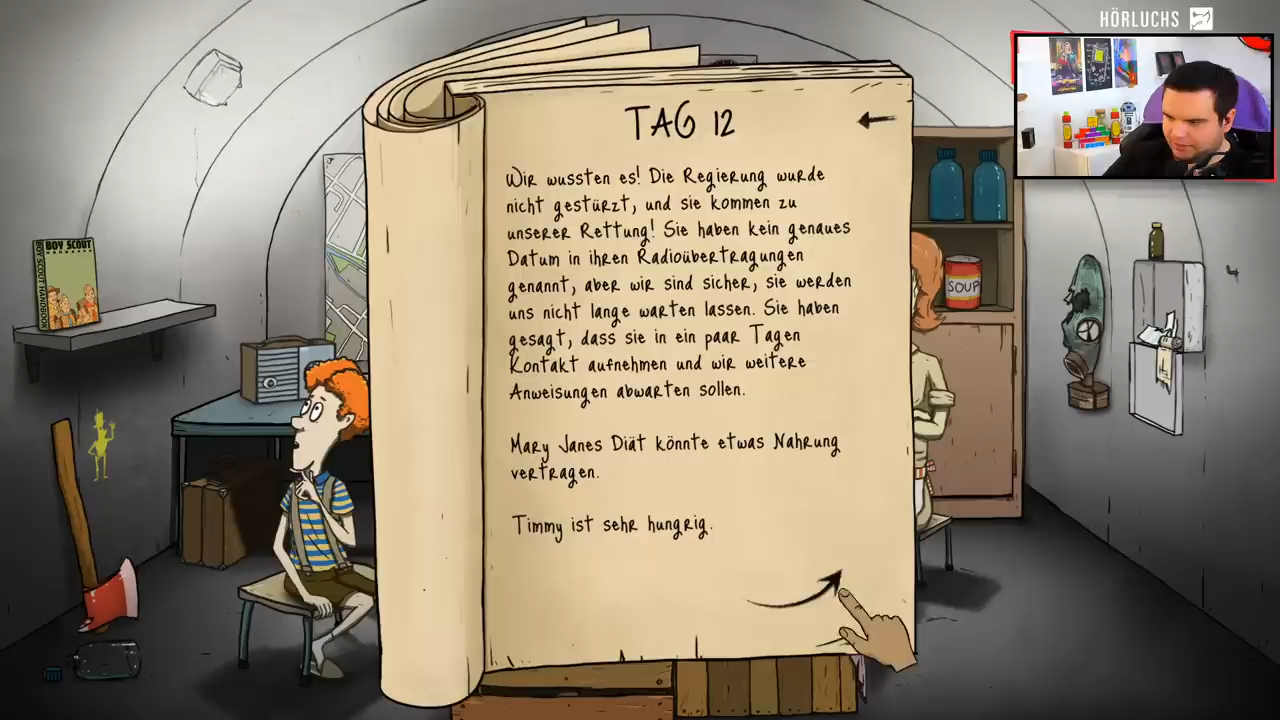 HÖRLUCHS
TAG 12
Wir wussten es! Die Regierung wurde
nicht gestürzt, und sie kommen zu
unserer Rettung! Sie haben kein genaues
Datum in ihren Radioübertragungen
genannt, aber wir sind sicher, sie werden
uns nicht lange warten lassen. Sie haben
gesagt, dass sie in ein paar Tagen
Kontakt aufnehmen und wir weitere
Anweisungen abwarten sollen.
Mary Janes Diät könnte etwas Nahrung
vertragen.
Timmy ist sehr hungrig.
BOY SCOUT
BOY SCOUT HANDBOOK
SOUP